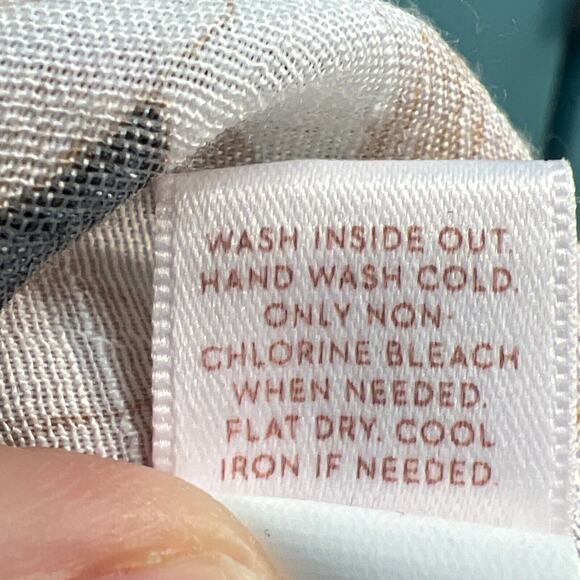 WASH INSIDE OUT.
HAND WASH COLD.
ONLY NON-
CHLORINE BLEACH
WHEN NEEDED.
FLAT DRY. COOL
IRON IF NEEDED.